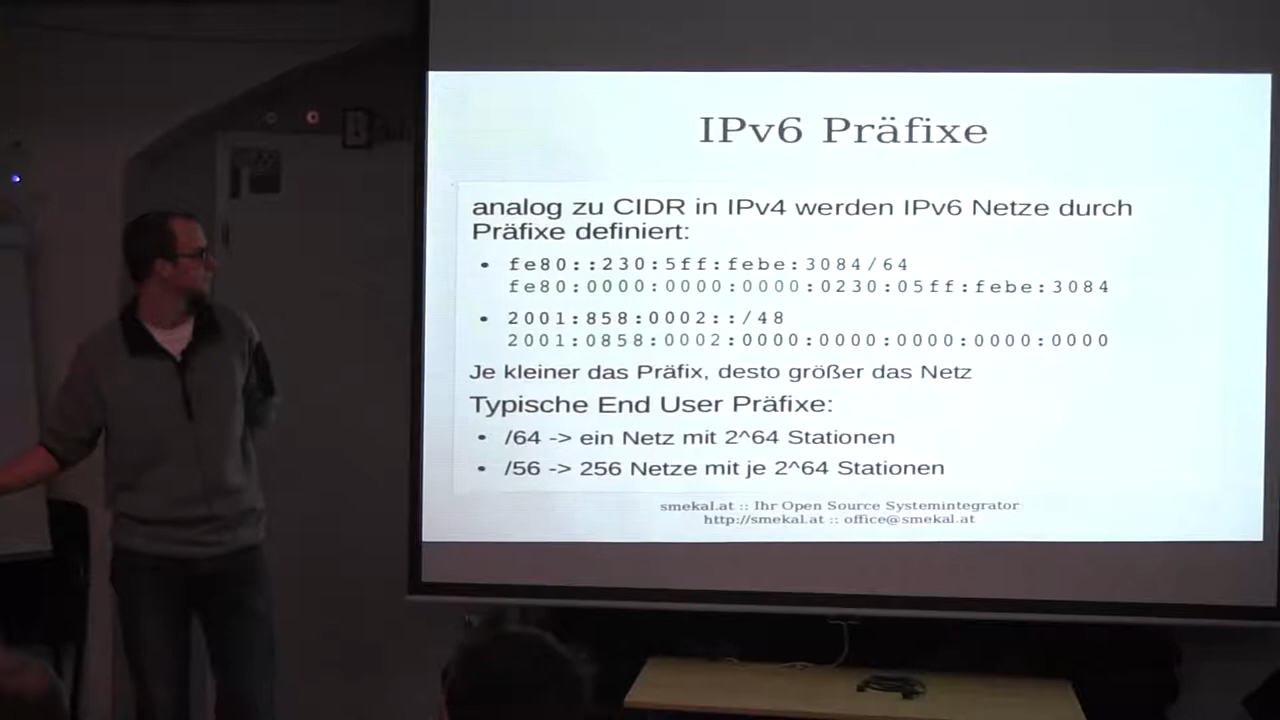 IPv6 Präfixe
analog zu CIDR in IPv4 werden IPv6 Netze durch
Präfixe definiert:
• fe80::230:5ff:febe:3084/64
fe80:0000:0000:0000:0230:05ff:febe:3084
• 2001:858:0002::/48
2001:0858:0002:0000:0000:0000:0000:0000
Je kleiner das Präfix, desto größer das Netz
Typische End User Präfixe:
• /64 -> ein Netz mit 2^64 Stationen
• /56 -> 256 Netze mit je 2^64 Stationen
smekal.at :: Ihr Open Source Systemintegrator
http://smekal.at :: office@smekal.at